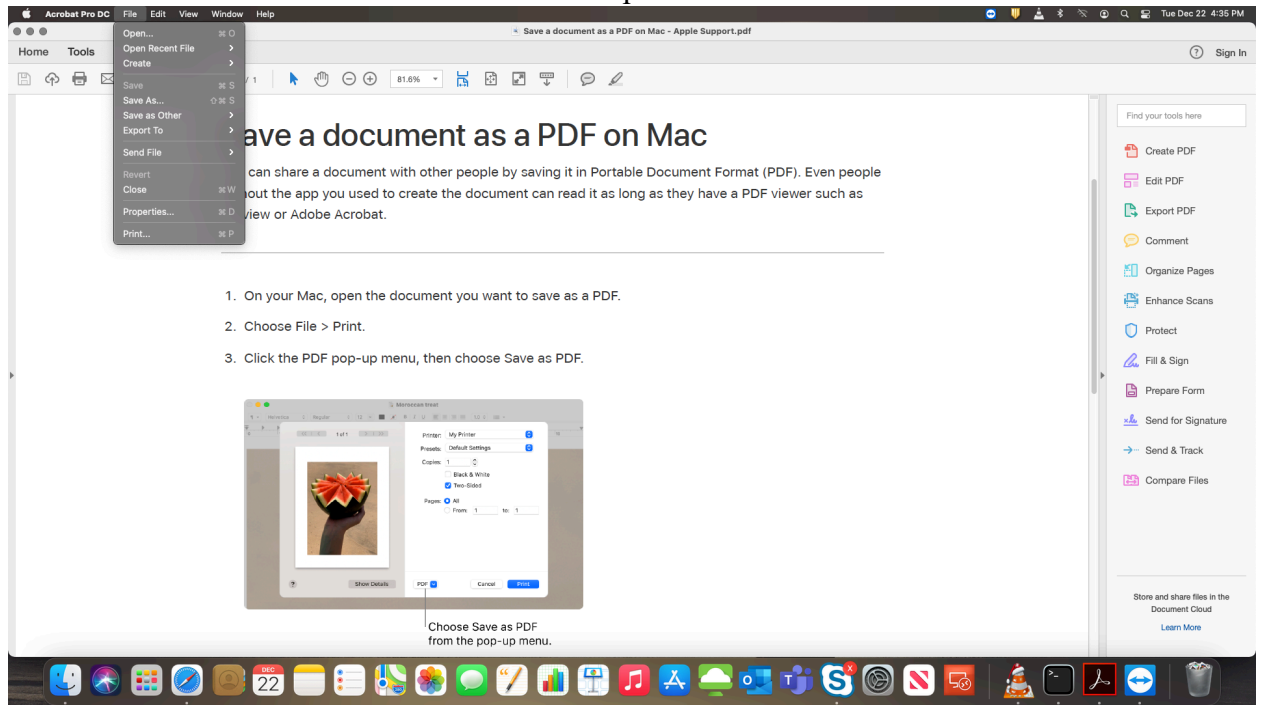 Acrobat Pro DC File Edit View Window Help Tue Dec 22 4:35 PM
Save a document as a PDF on Mac - Apple Support.pdf
Home Tools Sign In
Open... ⌘ O
Open Recent File
Create
Save ⌘ S
Save As... ⇧⌘ S
Save as Other
Export To
Send File
Revert
Close ⌘ W
Properties... ⌘ D
Print... ⌘ P
/ 1 81.6%
ave a document as a PDF on Mac
can share a document with other people by saving it in Portable Document Format (PDF). Even people
out the app you used to create the document can read it as long as they have a PDF viewer such as
view or Adobe Acrobat.
1. On your Mac, open the document you want to save as a PDF.
2. Choose File > Print.
3. Click the PDF pop-up menu, then choose Save as PDF.
1 of 1
Printer: My Printer
Presets: Default Settings
Copies: 1
Black & White
Two-Sided
Pages: All
From: 1 to: 1
? Show Details PDF Cancel Print
Choose Save as PDF
from the pop-up menu.
Find your tools here
Create PDF
Edit PDF
Export PDF
Comment
Organize Pages
Enhance Scans
Protect
Fill & Sign
Prepare Form
Send for Signature
Send & Track
Compare Files
Store and share files in the
Document Cloud
Learn More
DEC
22